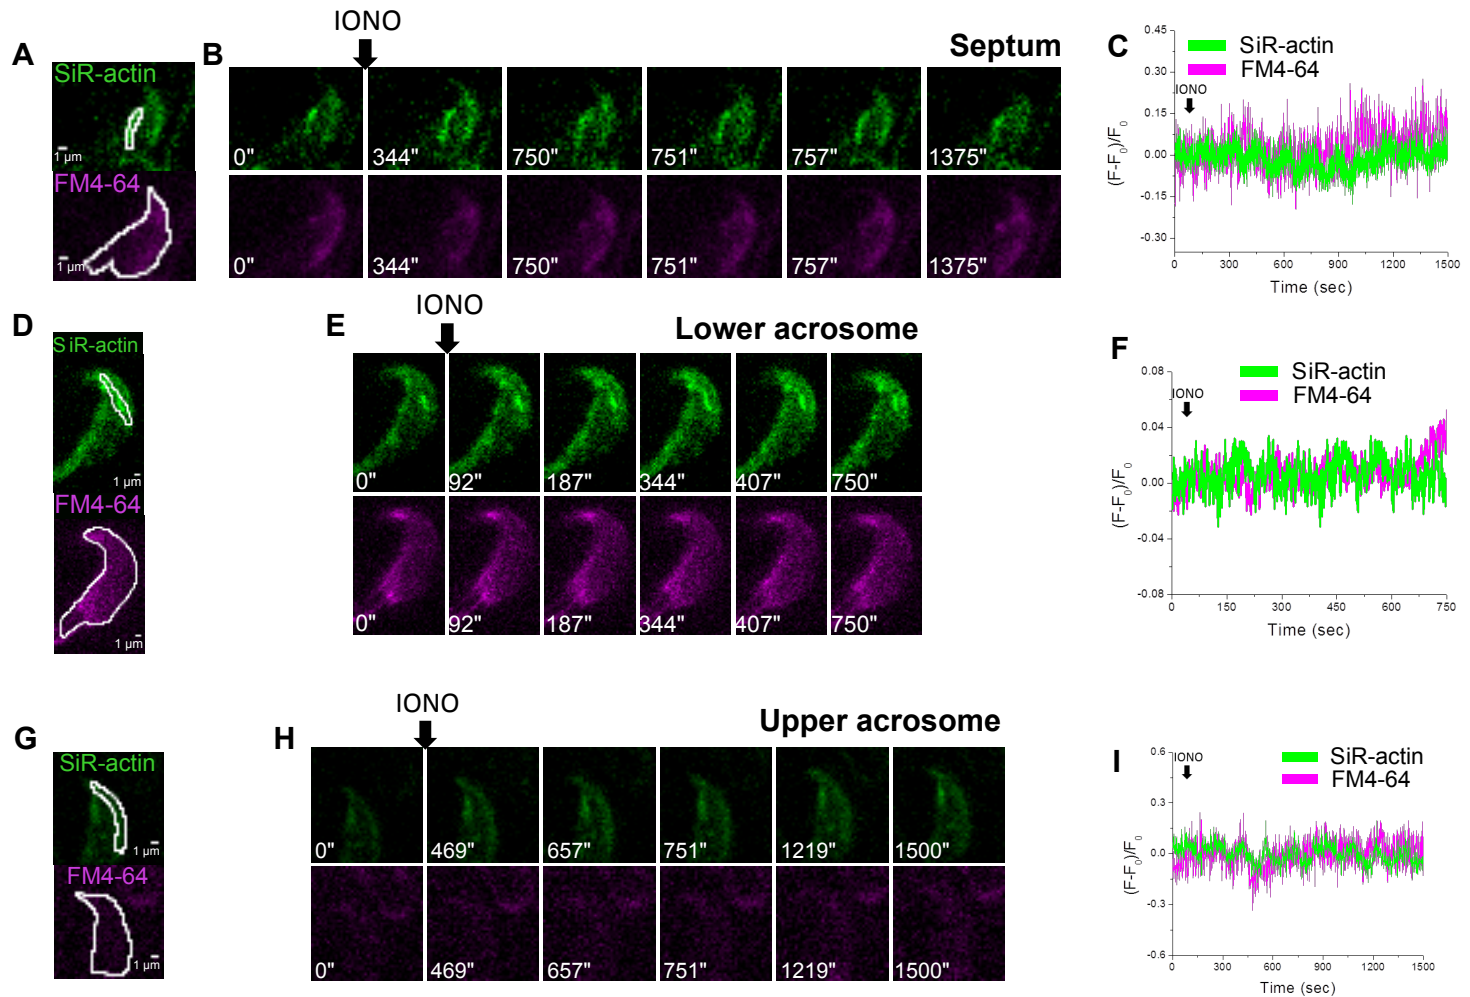 IONO
A
B
Septum
C
SiR-actin
1 µm
FM4-64
1 µm
0"
344"
750"
751"
757"
1375"
0"
344"
750"
751"
757"
1375"
SiR-actin
FM4-64
IONO
(F-F0)/F0
0.45
0.30
0.15
0.00
-0.15
-0.30
0 300 600 900 1200 1500
Time (sec)
IONO
D
E
Lower acrosome
F
SiR-actin
1 µm
FM4-64
1 µm
0"
92"
187"
344"
407"
750"
0"
92"
187"
344"
407"
750"
SiR-actin
FM4-64
IONO
(F-F0)/F0
0.08
0.04
0.00
-0.04
-0.08
0 150 300 450 600 750
Time (sec)
IONO
G
H
Upper acrosome
I
SiR-actin
1 µm
FM4-64
1 µm
0"
469"
657"
751"
1219"
1500"
0"
469"
657"
751"
1219"
1500"
SiR-actin
FM4-64
IONO
(F-F0)/F
0.6
0.3
0.0
-0.3
-0.6
0 300 600 900 1200 1500
Time (sec)